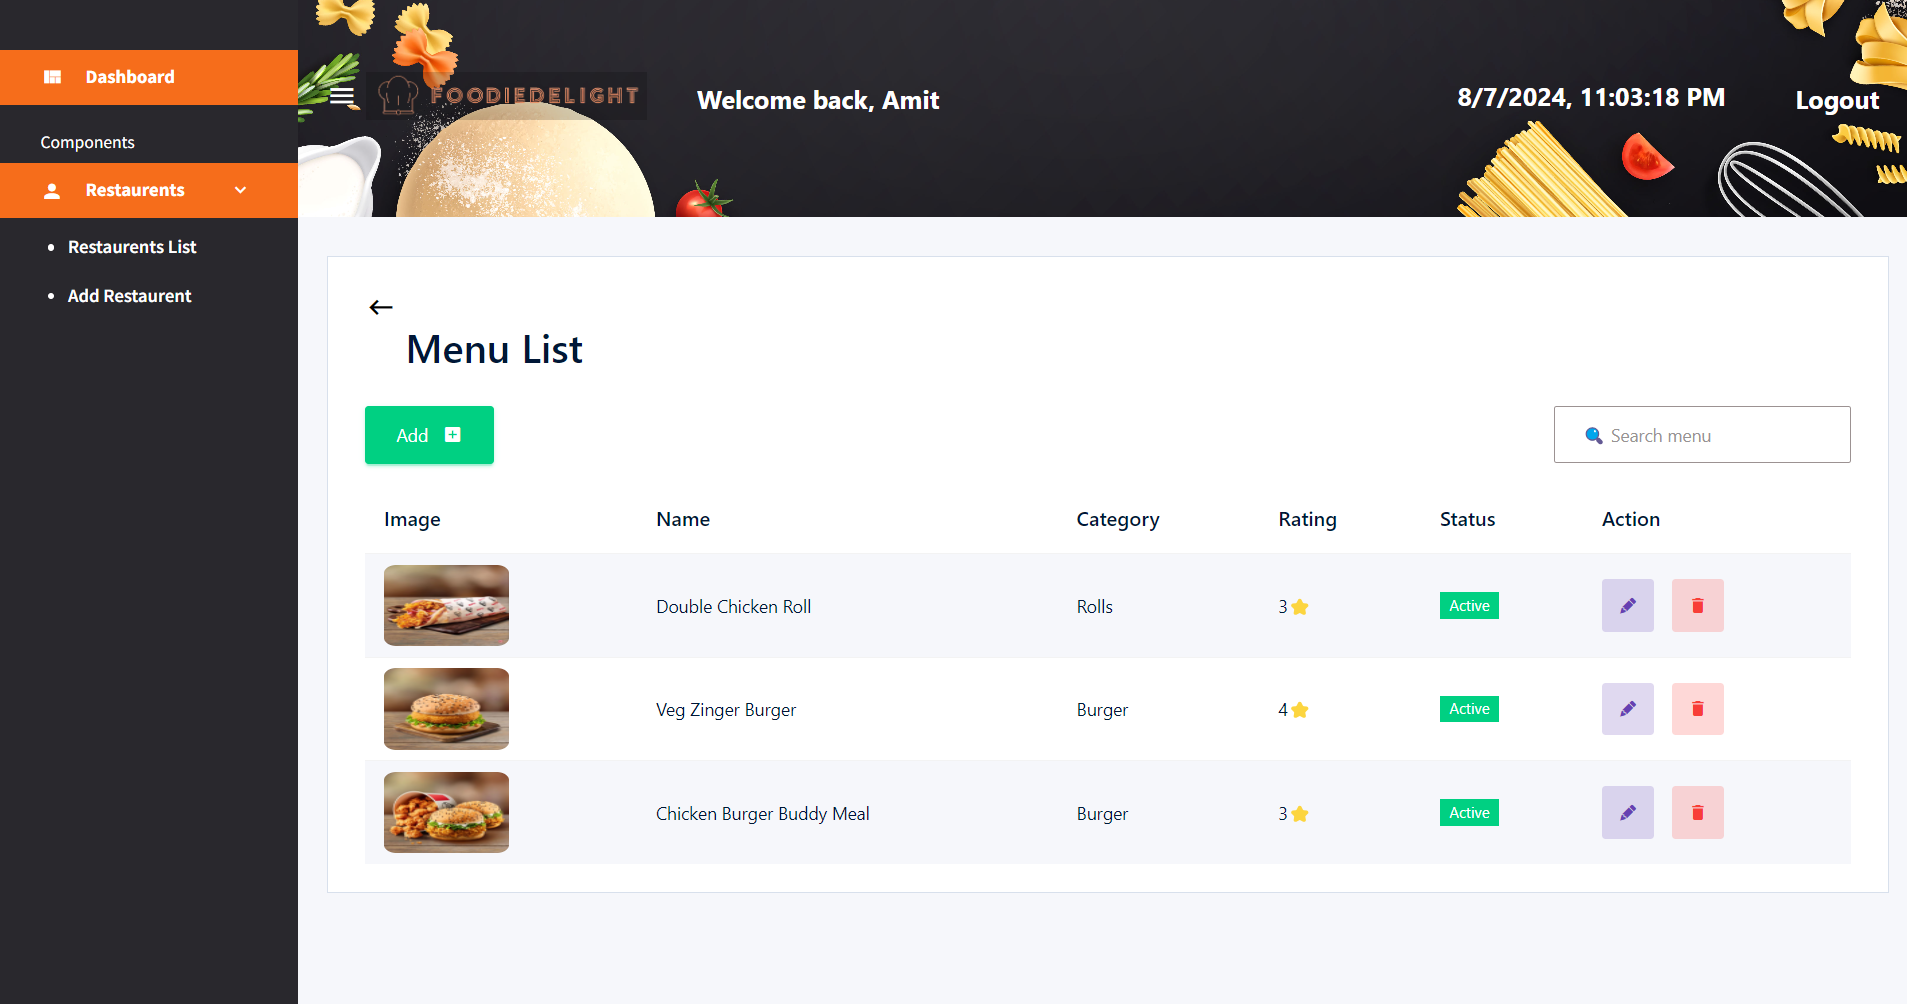 Dashboard
Components
Restaurents
Restaurents List
Add Restaurent
FOODIEDELIGHT
Welcome back, Amit
8/7/2024, 11:03:18 PM
Logout
Menu List
Add
Search menu
Image Name Category Rating Status Action
Double Chicken Roll Rolls 3 Active
Veg Zinger Burger Burger 4 Active
Chicken Burger Buddy Meal Burger 3 Active